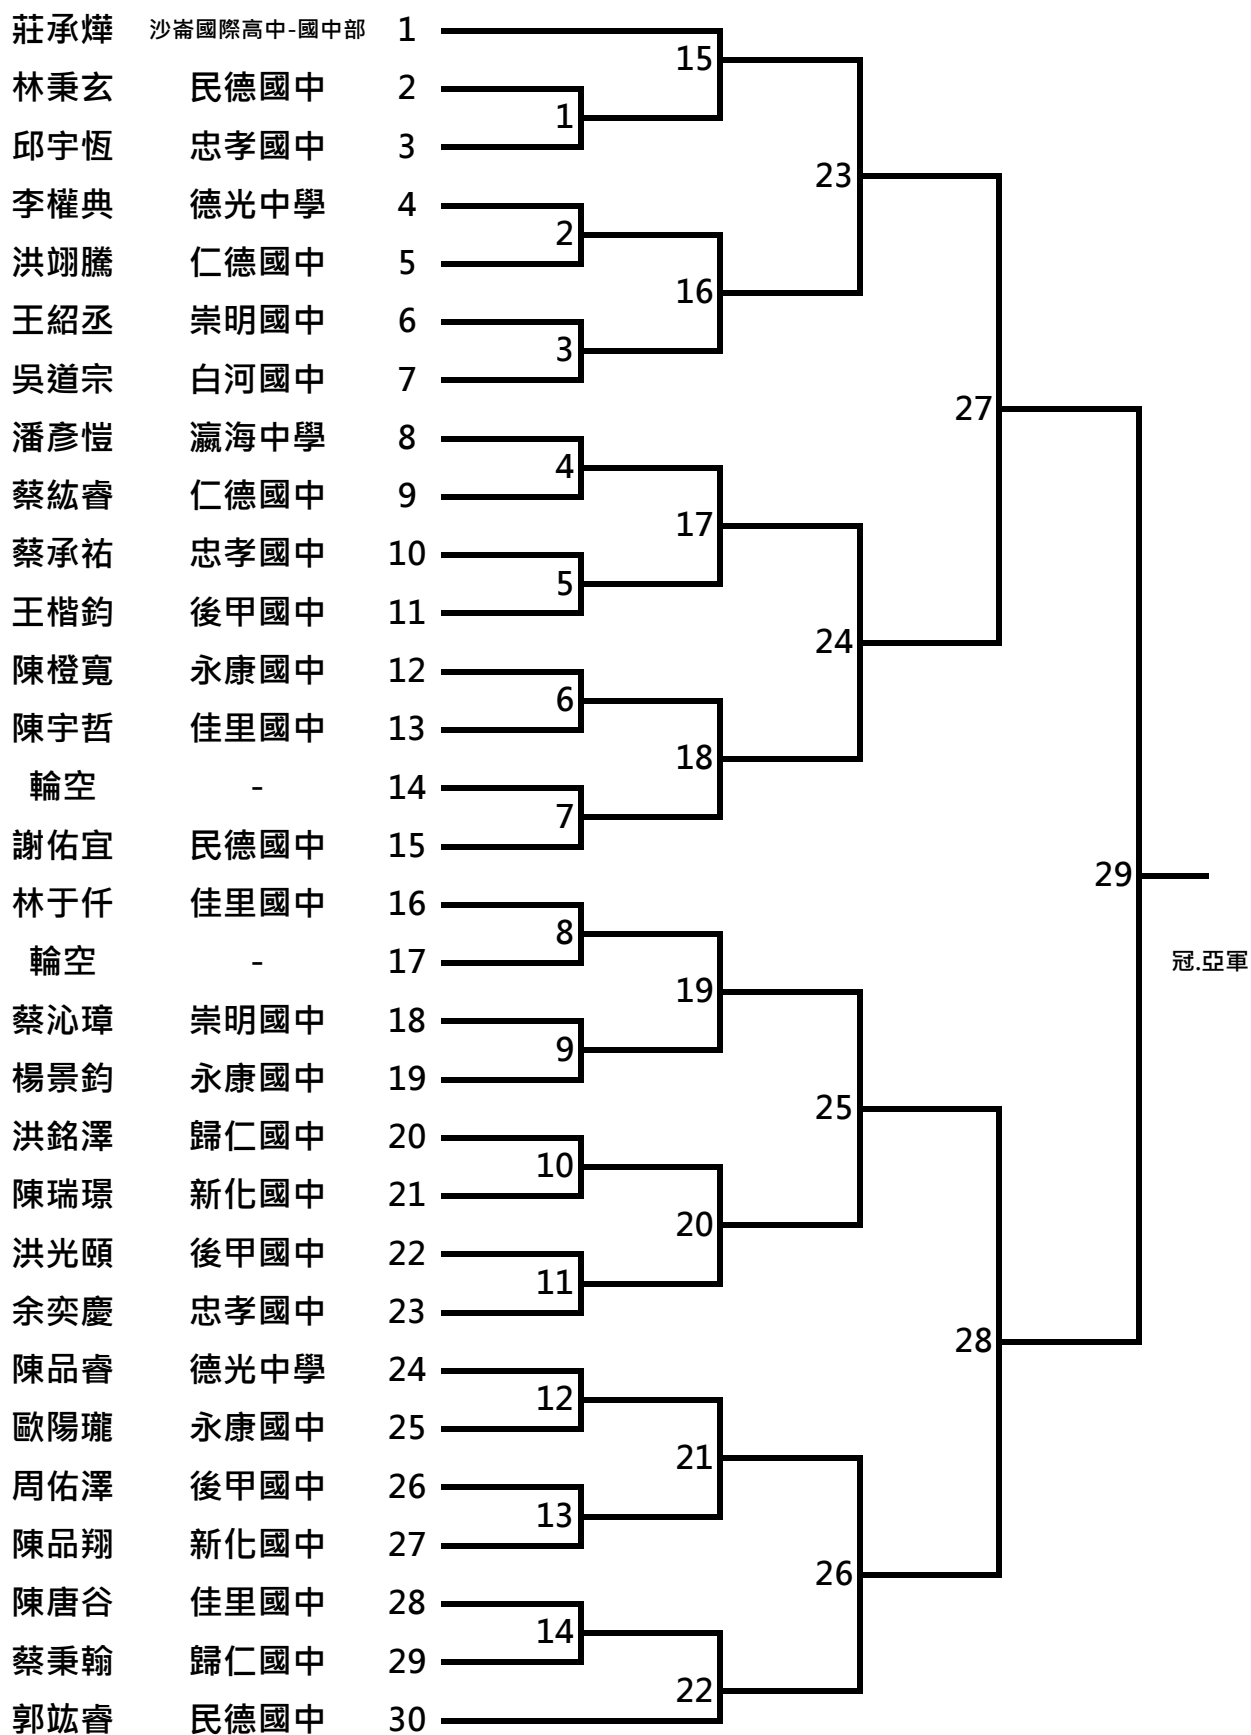 莊承燁 沙崙國際高中-國中部 1
15
林秉玄 民德國中 2
1
邱宇恆 忠孝國中 3
23
李權典 德光中學 4
2
洪翊騰 仁德國中 5
16
王紹丞 崇明國中 6
3
吳道宗 白河國中 7
27
潘彥愷 瀛海中學 8
4
蔡紘睿 仁德國中 9
17
蔡承祐 忠孝國中 10
5
王楷鈞 後甲國中 11
24
陳橙寬 永康國中 12
6
陳宇哲 佳里國中 13
18
輪空 - 14
7
謝佑宜 民德國中 15
29
林于仟 佳里國中 16
8
輪空 - 17
冠.亞軍
19
蔡沁璋 崇明國中 18
9
楊景鈞 永康國中 19
25
洪銘澤 歸仁國中 20
10
陳瑞璟 新化國中 21
20
洪光頤 後甲國中 22
11
余奕慶 忠孝國中 23
28
陳品睿 德光中學 24
12
歐陽瓏 永康國中 25
21
周佑澤 後甲國中 26
13
陳品翔 新化國中 27
26
陳唐谷 佳里國中 28
14
蔡秉翰 歸仁國中 29
22
郭竑睿 民德國中 30